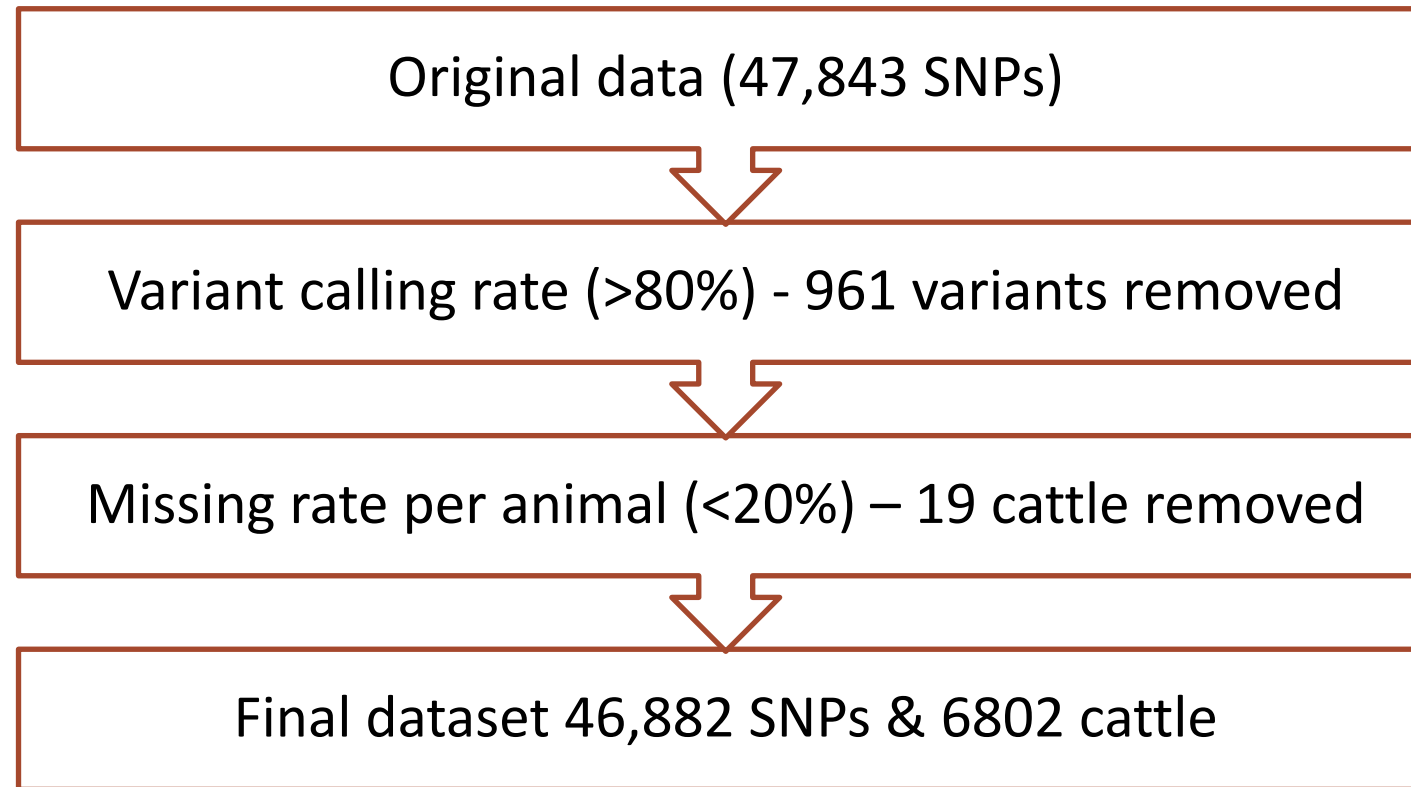 Original data (47,843 SNPs)
Variant calling rate (>80%) - 961 variants removed
Missing rate per animal (<20%) – 19 cattle removed
Final dataset 46,882 SNPs & 6802 cattle